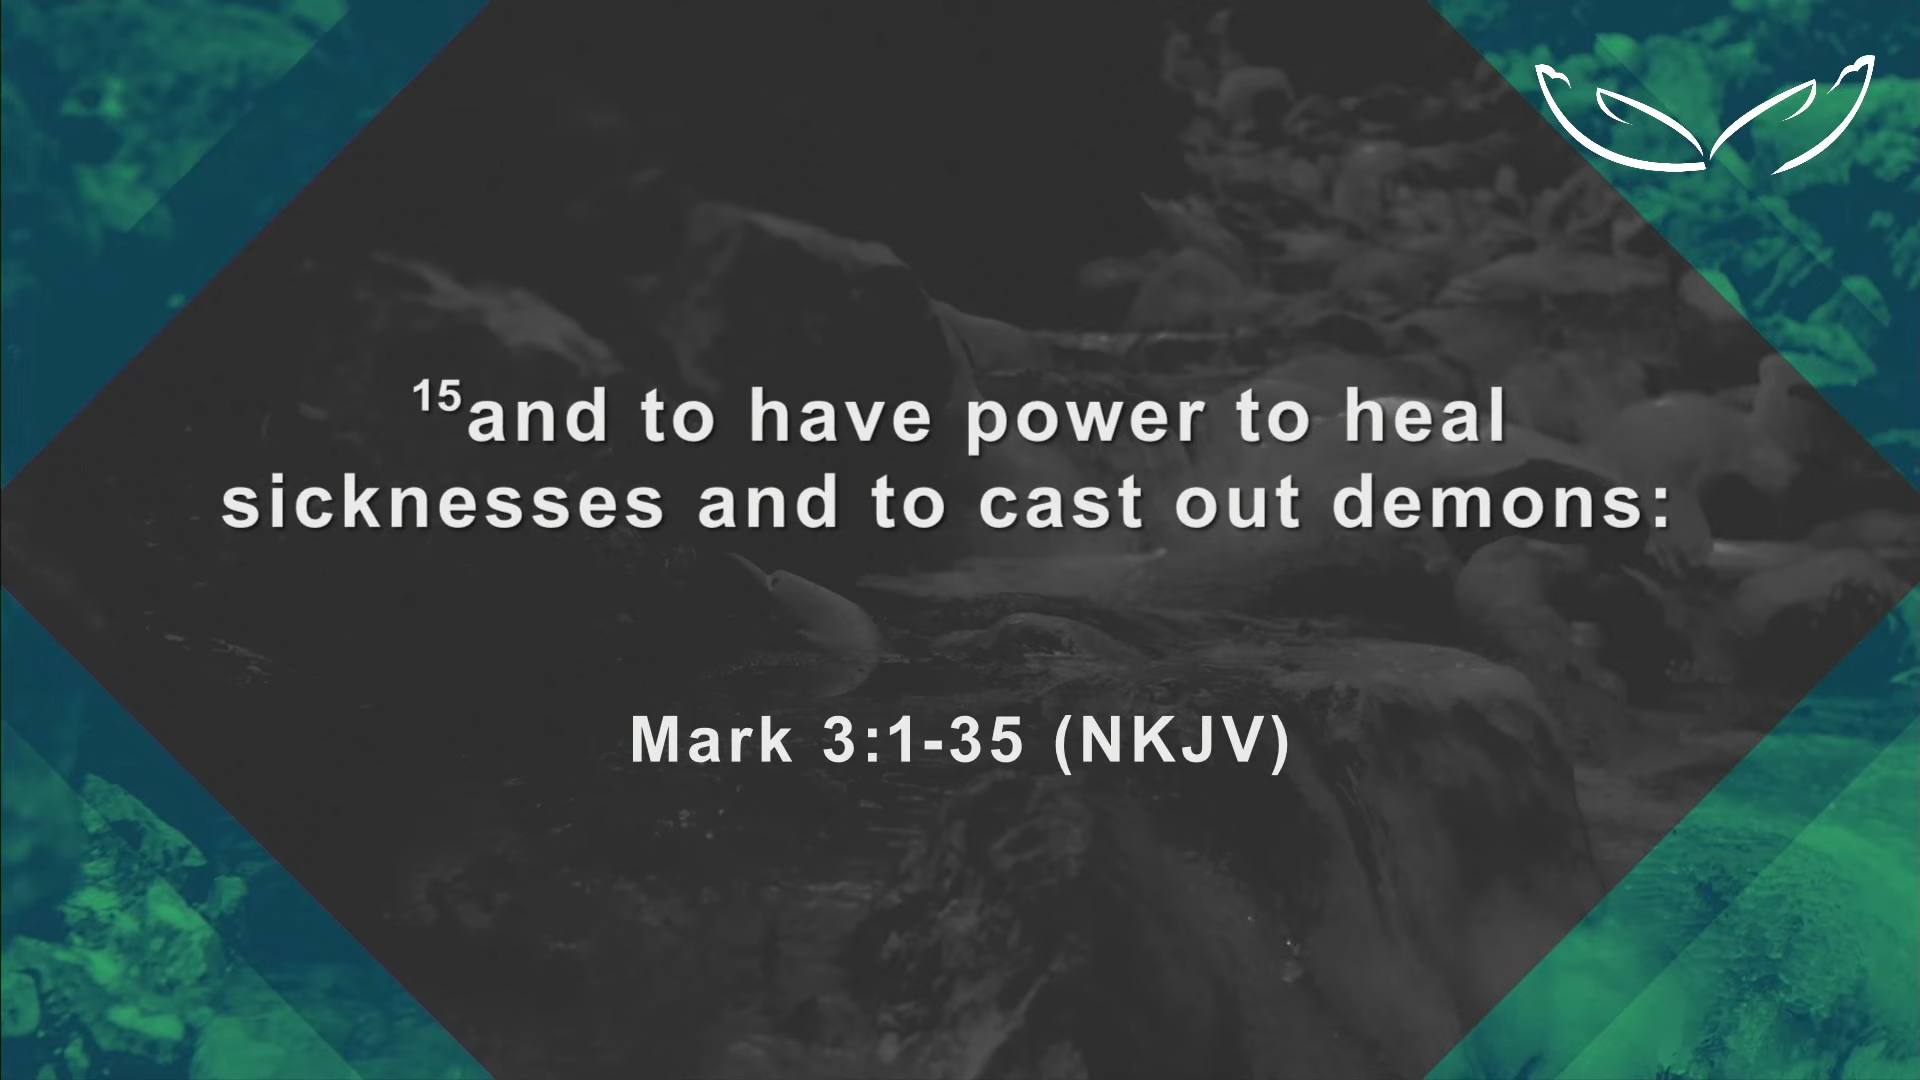 15and to have power to heal
sicknesses and to cast out demons:
Mark 3:1-35 (NKJV)